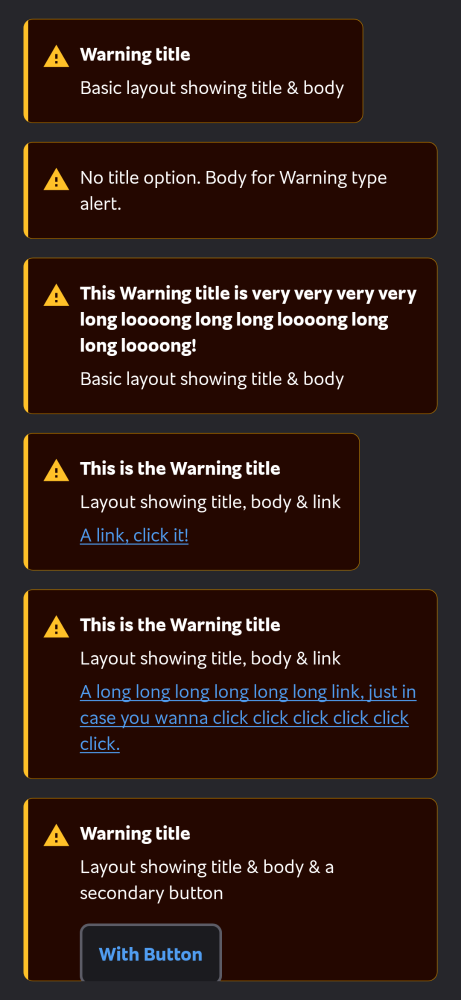 Warning title
Basic layout showing title & body
No title option. Body for Warning type
alert.
This Warning title is very very very very
long loooong long long loooong long
long loooong!
Basic layout showing title & body
This is the Warning title
Layout showing title, body & link
A link, click it!
This is the Warning title
Layout showing title, body & link
A long long long long long long link, just in
case you wanna click click click click click
click.
Warning title
Layout showing title & body & a
secondary button
With Button